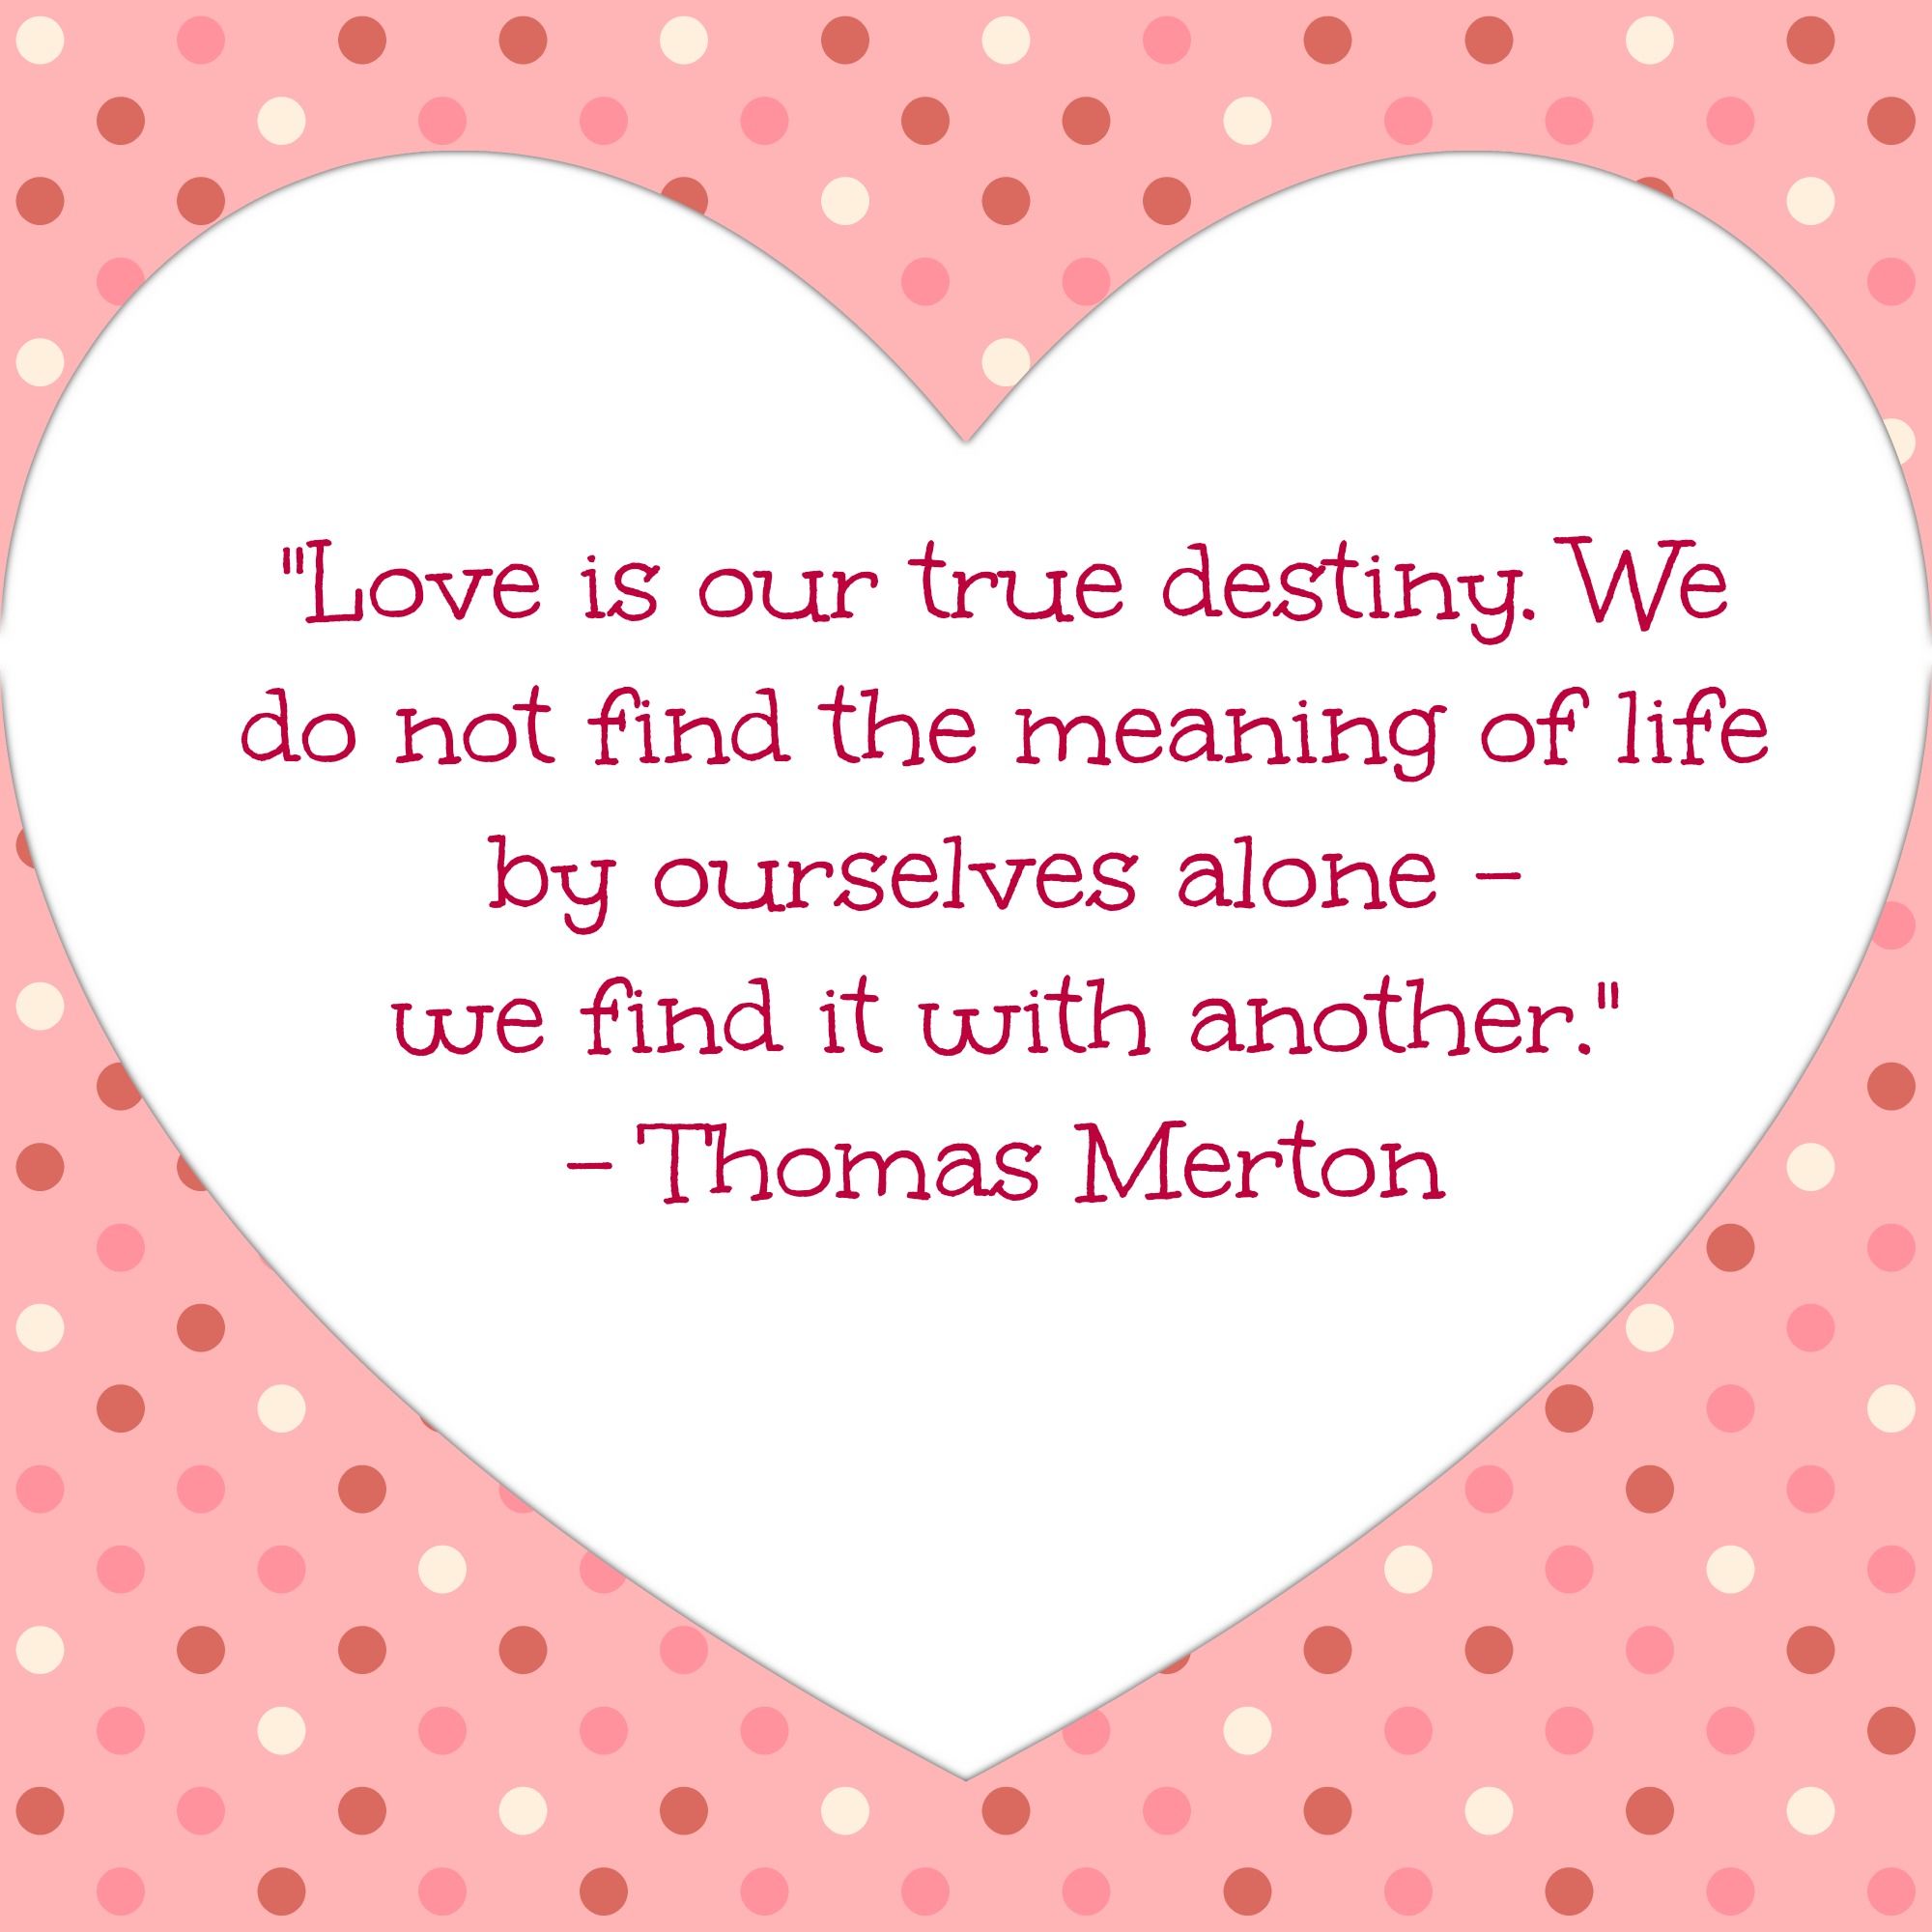 "Love is our true destiny. We
do not find the meaning of life
by ourselves alone -
we find it with another."
- Thomas Merton